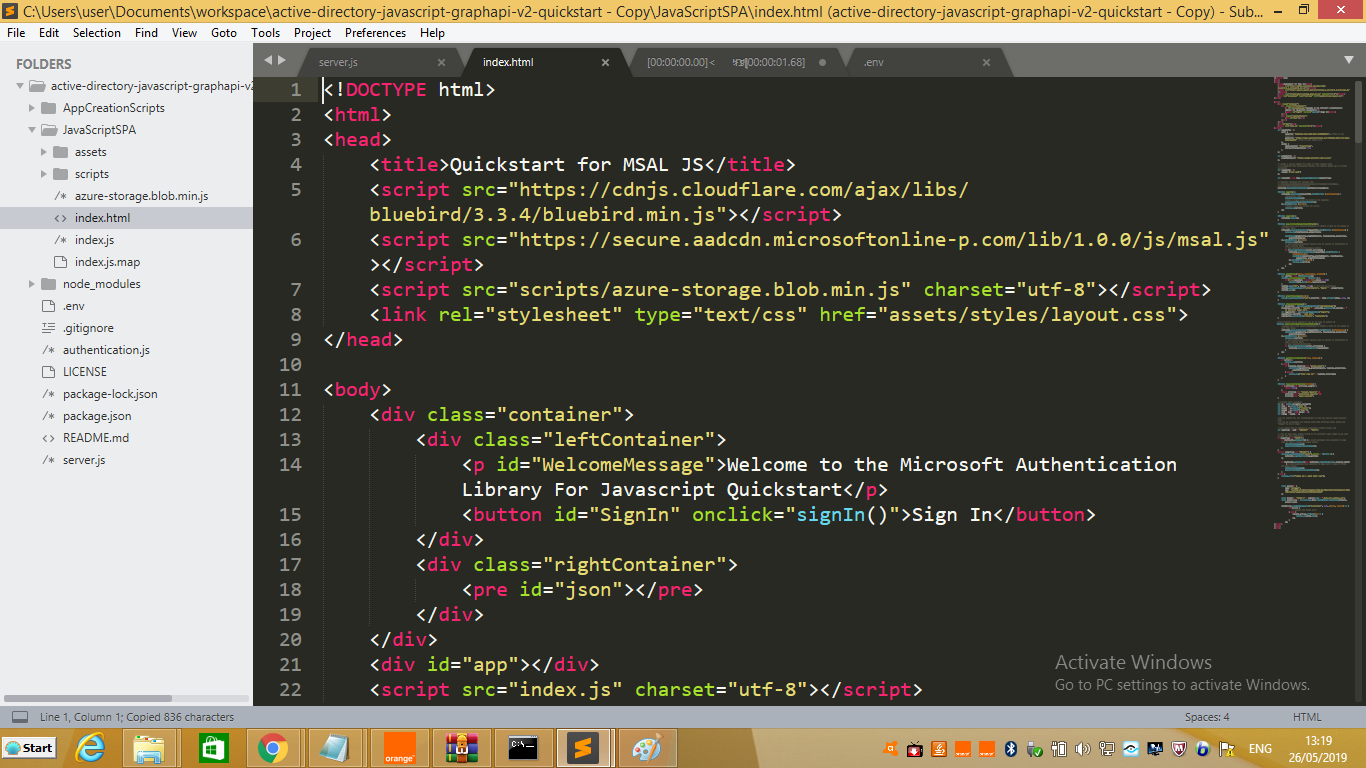 C:\Users\user\Documents\workspace\active-directory-javascript-graphapi-v2-quickstart - Copy\JavaScriptSPA\index.html (active-directory-javascript-graphapi-v2-quickstart - Copy) - Sub...
File Edit Selection Find View Goto Tools Project Preferences Help
server.js
index.html
[00:00:00.00]<
[00:00:01.68]
.env
FOLDERS
active-directory-javascript-graphapi-v2
AppCreationScripts
JavaScriptSPA
assets
scripts
/* azure-storage.blob.min.js
<> index.html
/* index.js
index.js.map
node_modules
.env
.gitignore
/* authentication.js
LICENSE
/* package-lock.json
/* package.json
<> README.md
/* server.js
1 <!DOCTYPE html>
2 <html>
3 <head>
4 <title>Quickstart for MSAL JS</title>
5 <script src="https://cdnjs.cloudflare.com/ajax/libs/
bluebird/3.3.4/bluebird.min.js"></script>
6 <script src="https://secure.aadcdn.microsoftonline-p.com/lib/1.0.0/js/msal.js"
></script>
7 <script src="scripts/azure-storage.blob.min.js" charset="utf-8"></script>
8 <link rel="stylesheet" type="text/css" href="assets/styles/layout.css">
9 </head>
10
11 <body>
12 <div class="container">
13 <div class="leftContainer">
14 <p id="WelcomeMessage">Welcome to the Microsoft Authentication
Library For Javascript Quickstart</p>
15 <button id="SignIn" onclick="signIn()">Sign In</button>
16 </div>
17 <div class="rightContainer">
18 <pre id="json"></pre>
19 </div>
20 </div>
21 <div id="app"></div>
22 <script src="index.js" charset="utf-8"></script>
Activate Windows
Go to PC settings to activate Windows.
Line 1, Column 1; Copied 836 characters
Spaces: 4
HTML
Start
orange
ENG
13:19
26/05/2019